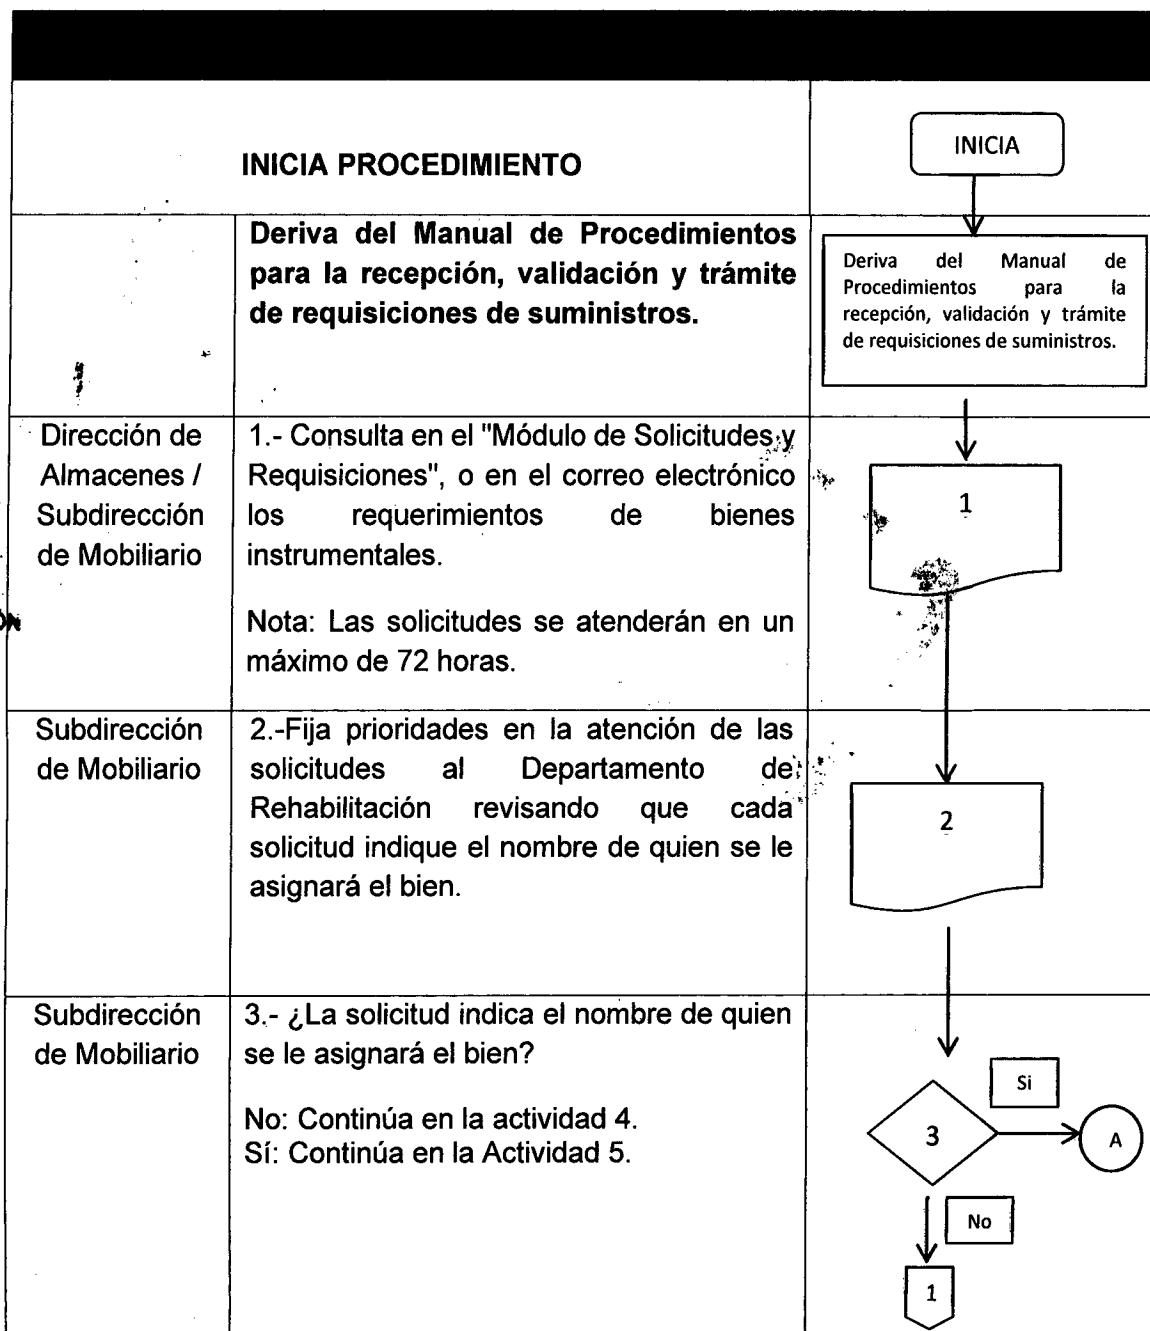 INICIA PROCEDIMIENTO
INICIA
Deriva del Manual de Procedimientos
para la recepción, validación y trámite
de requisiciones de suministros.
Deriva del Manual de
Procedimientos para la
recepción, validación y trámite
de requisiciones de suministros.
Dirección de
Almacenes /
Subdirección
de Mobiliario
1.- Consulta en el "Módulo de Solicitudes y
Requisiciones", o en el correo electrónico
los requerimientos de bienes
instrumentales.
Nota: Las solicitudes se atenderán en un
máximo de 72 horas.
1
Subdirección
de Mobiliario
2.-Fija prioridades en la atención de las
solicitudes al Departamento de
Rehabilitación revisando que cada
solicitud indique el nombre de quien se le
asignará el bien.
2
Subdirección
de Mobiliario
3.- ¿La solicitud indica el nombre de quien
se le asignará el bien?
No: Continúa en la actividad 4.
Sí: Continúa en la Actividad 5.
Si
3
A
No
1